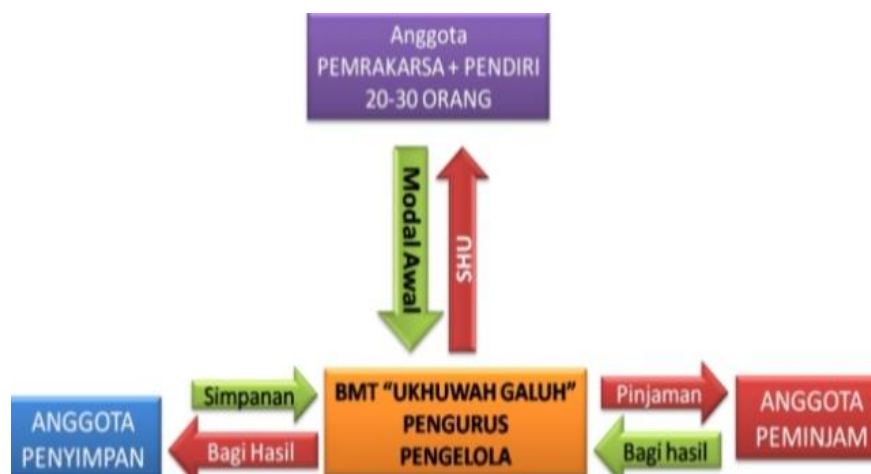 Anggota
PEMRAKARSA + PENDIRI
20-30 ORANG
Modal Awal
SHU
Simpanan
Bagi Hasil
ANGGOTA
PENYIMPAN
BMT “UKHUWAH GALUH”
PENGURUS
PENGELOLA
Pinjaman
Bagi hasil
ANGGOTA
PEMINJAM